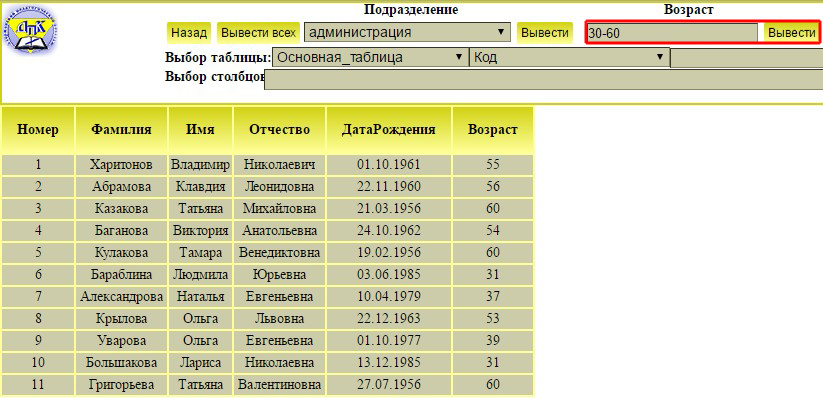 АПК
Подразделение Возраст
Назад Вывести всех администрация Вывести 30-60 Вывести
Выбор таблицы: Основная_таблица Код
Выбор столбцов
Номер Фамилия Имя Отчество ДатаРождения Возраст
1 Харитонов Владимир Николаевич 01.10.1961 55
2 Абрамова Клавдия Леонидовна 22.11.1960 56
3 Казакова Татьяна Михайловна 21.03.1956 60
4 Баганова Виктория Анатольевна 24.10.1962 54
5 Кулакова Тамара Венедиктовна 19.02.1956 60
6 Бараблина Людмила Юрьевна 03.06.1985 31
7 Александрова Наталья Евгеньевна 10.04.1979 37
8 Крылова Ольга Львовна 22.12.1963 53
9 Уварова Ольга Евгеньевна 01.10.1977 39
10 Большакова Лариса Николаевна 13.12.1985 31
11 Григорьева Татьяна Валентиновна 27.07.1956 60